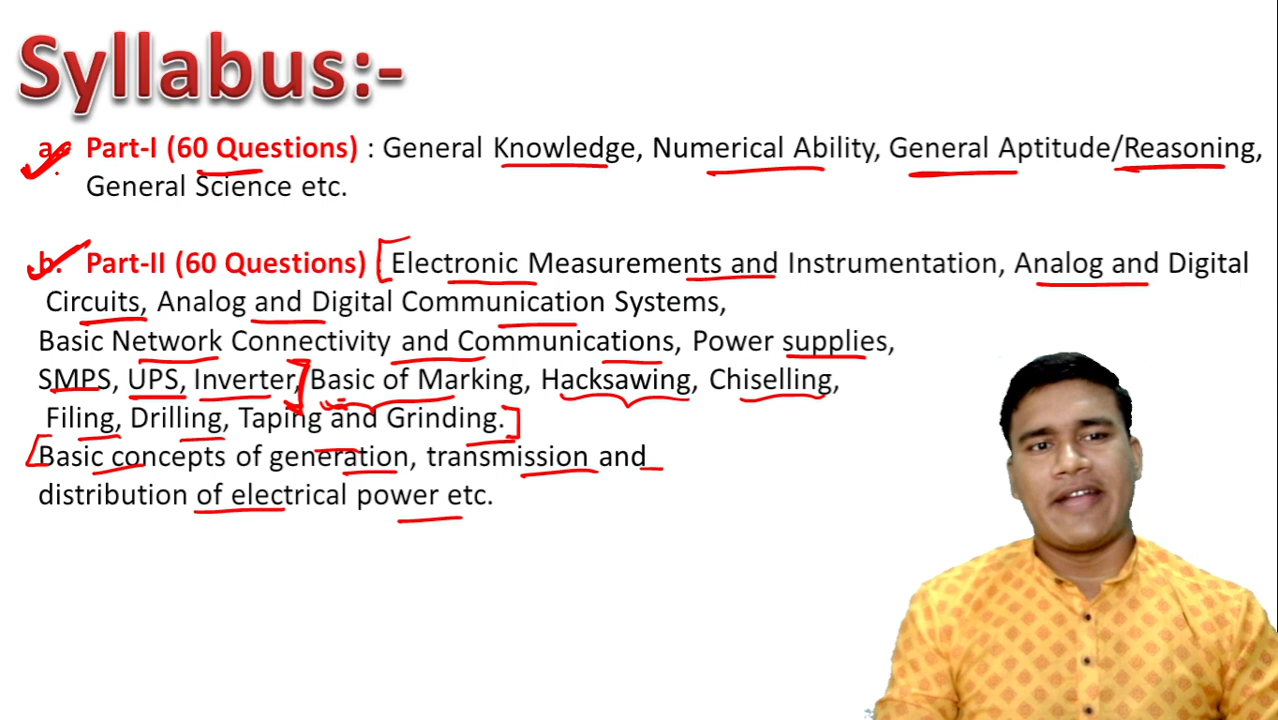 Syllabus:-
a. Part-I (60 Questions) : General Knowledge, Numerical Ability, General Aptitude/Reasoning,
General Science etc.
b. Part-II (60 Questions) Electronic Measurements and Instrumentation, Analog and Digital
Circuits, Analog and Digital Communication Systems,
Basic Network Connectivity and Communications, Power supplies,
SMPS, UPS, Inverter, Basic of Marking, Hacksawing, Chiselling,
Filing, Drilling, Taping and Grinding.
Basic concepts of generation, transmission and
distribution of electrical power etc.